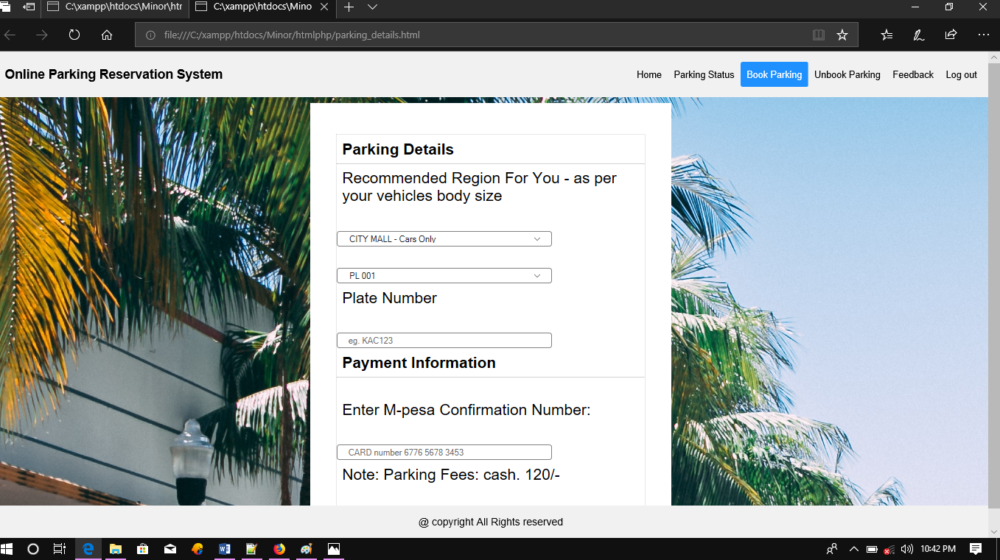 C:\xampp\htdocs\Minor\htr
C:\xampp\htdocs\Mino
file:///C:/xampp/htdocs/Minor/htmlphp/parking_details.html
Online Parking Reservation System
Home Parking Status Book Parking Unbook Parking Feedback Log out
Parking Details
Recommended Region For You - as per
your vehicles body size
CITY MALL - Cars Only
PL 001
Plate Number
eg. KAC123
Payment Information
Enter M-pesa Confirmation Number:
CARD number 6776 5678 3453
Note: Parking Fees: cash. 120/-
@ copyright All Rights reserved
10:42 PM